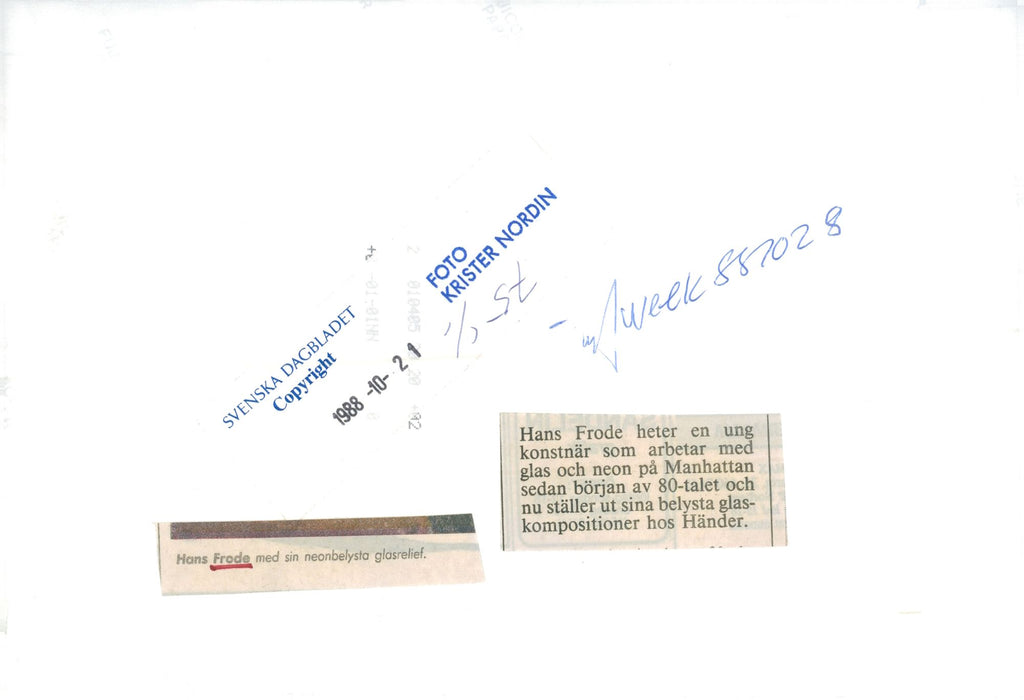 FOTO
KRISTER NORDIN
SVENSKA DAGBLADET
Copyright
1988 -10- 21
1/1-St
- week 881028
Hans Frode heter en ung
konstnär som arbetar med
glas och neon på Manhattan
sedan början av 80-talet och
nu ställer ut sina belysta glas-
kompositioner hos Händer.
Hans Frode med sin neonbelysta glasrelief.